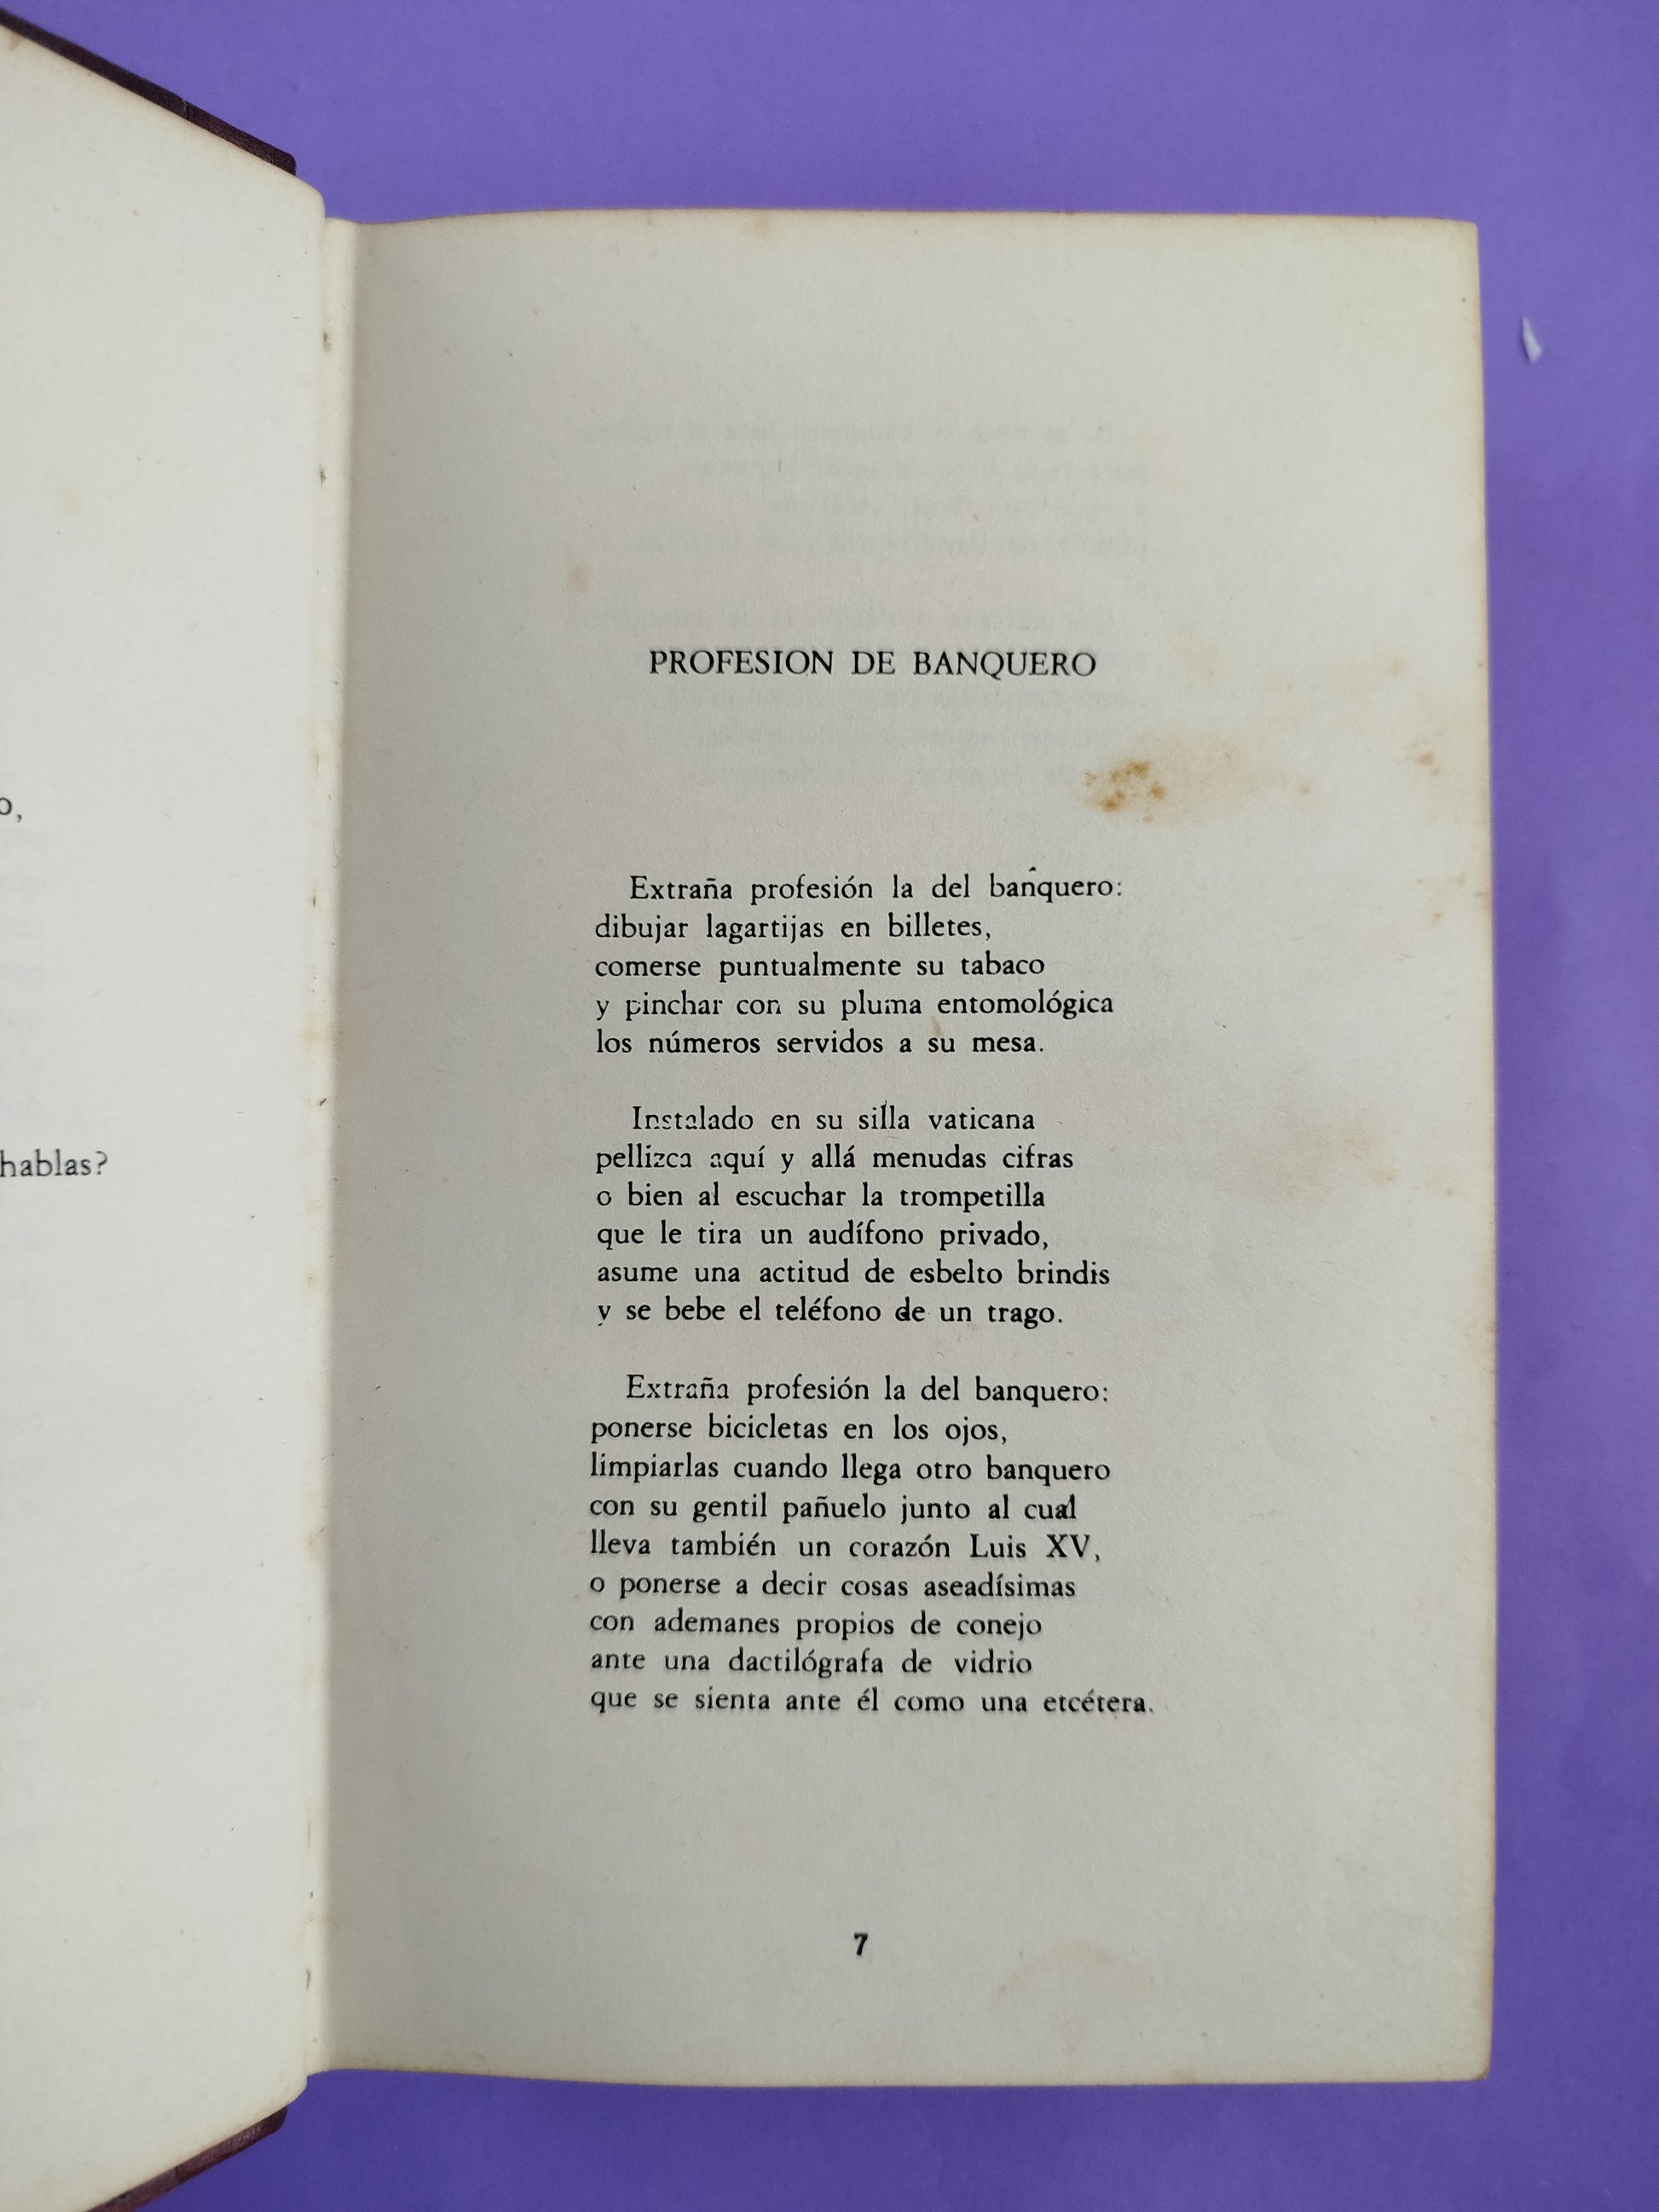 o,
hablas?
PROFESION DE BANQUERO
Extraña profesión la del banquero:
dibujar lagartijas en billetes,
comerse puntualmente su tabaco
y pinchar con su pluma entomológica
los números servidos a su mesa.
Instalado en su silla vaticana
pellizca aquí y allá menudas cifras
o bien al escuchar la trompetilla
que le tira un audífono privado,
asume una actitud de esbelto brindis
y se bebe el teléfono de un trago.
Extraña profesión la del banquero:
ponerse bicicletas en los ojos,
limpiarlas cuando llega otro banquero
con su gentil pañuelo junto al cual
lleva también un corazón Luis XV,
o ponerse a decir cosas aseadísimas
con ademanes propios de conejo
ante una dactilógrafa de vidrio
que se sienta ante él como una etcétera.
7